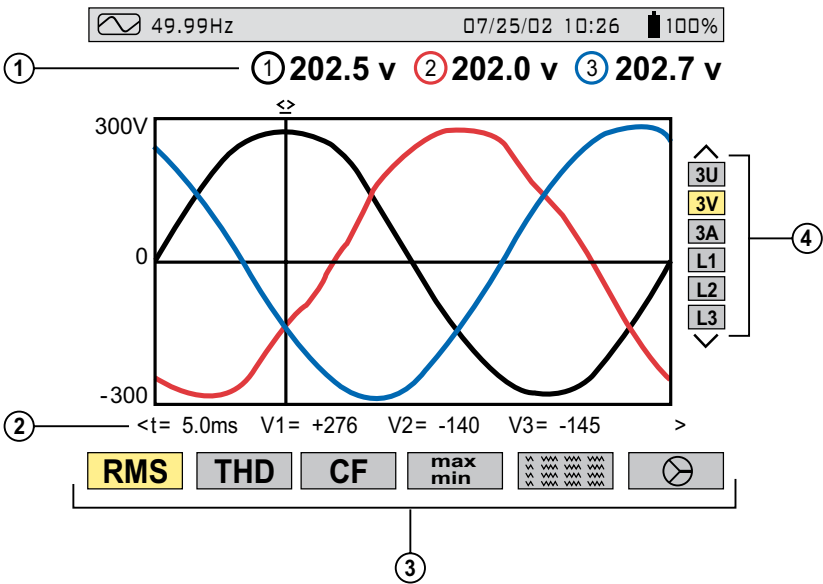 49.99Hz 07/25/02 10:26 100%
1 1 202.5 v 2 202.0 v 3 202.7 v
<>
300V
0
-300
3U
3V
3A
L1
L2
L3
4
2 <t= 5.0ms V1= +276 V2= -140 V3= -145 >
RMS THD CF max min
3